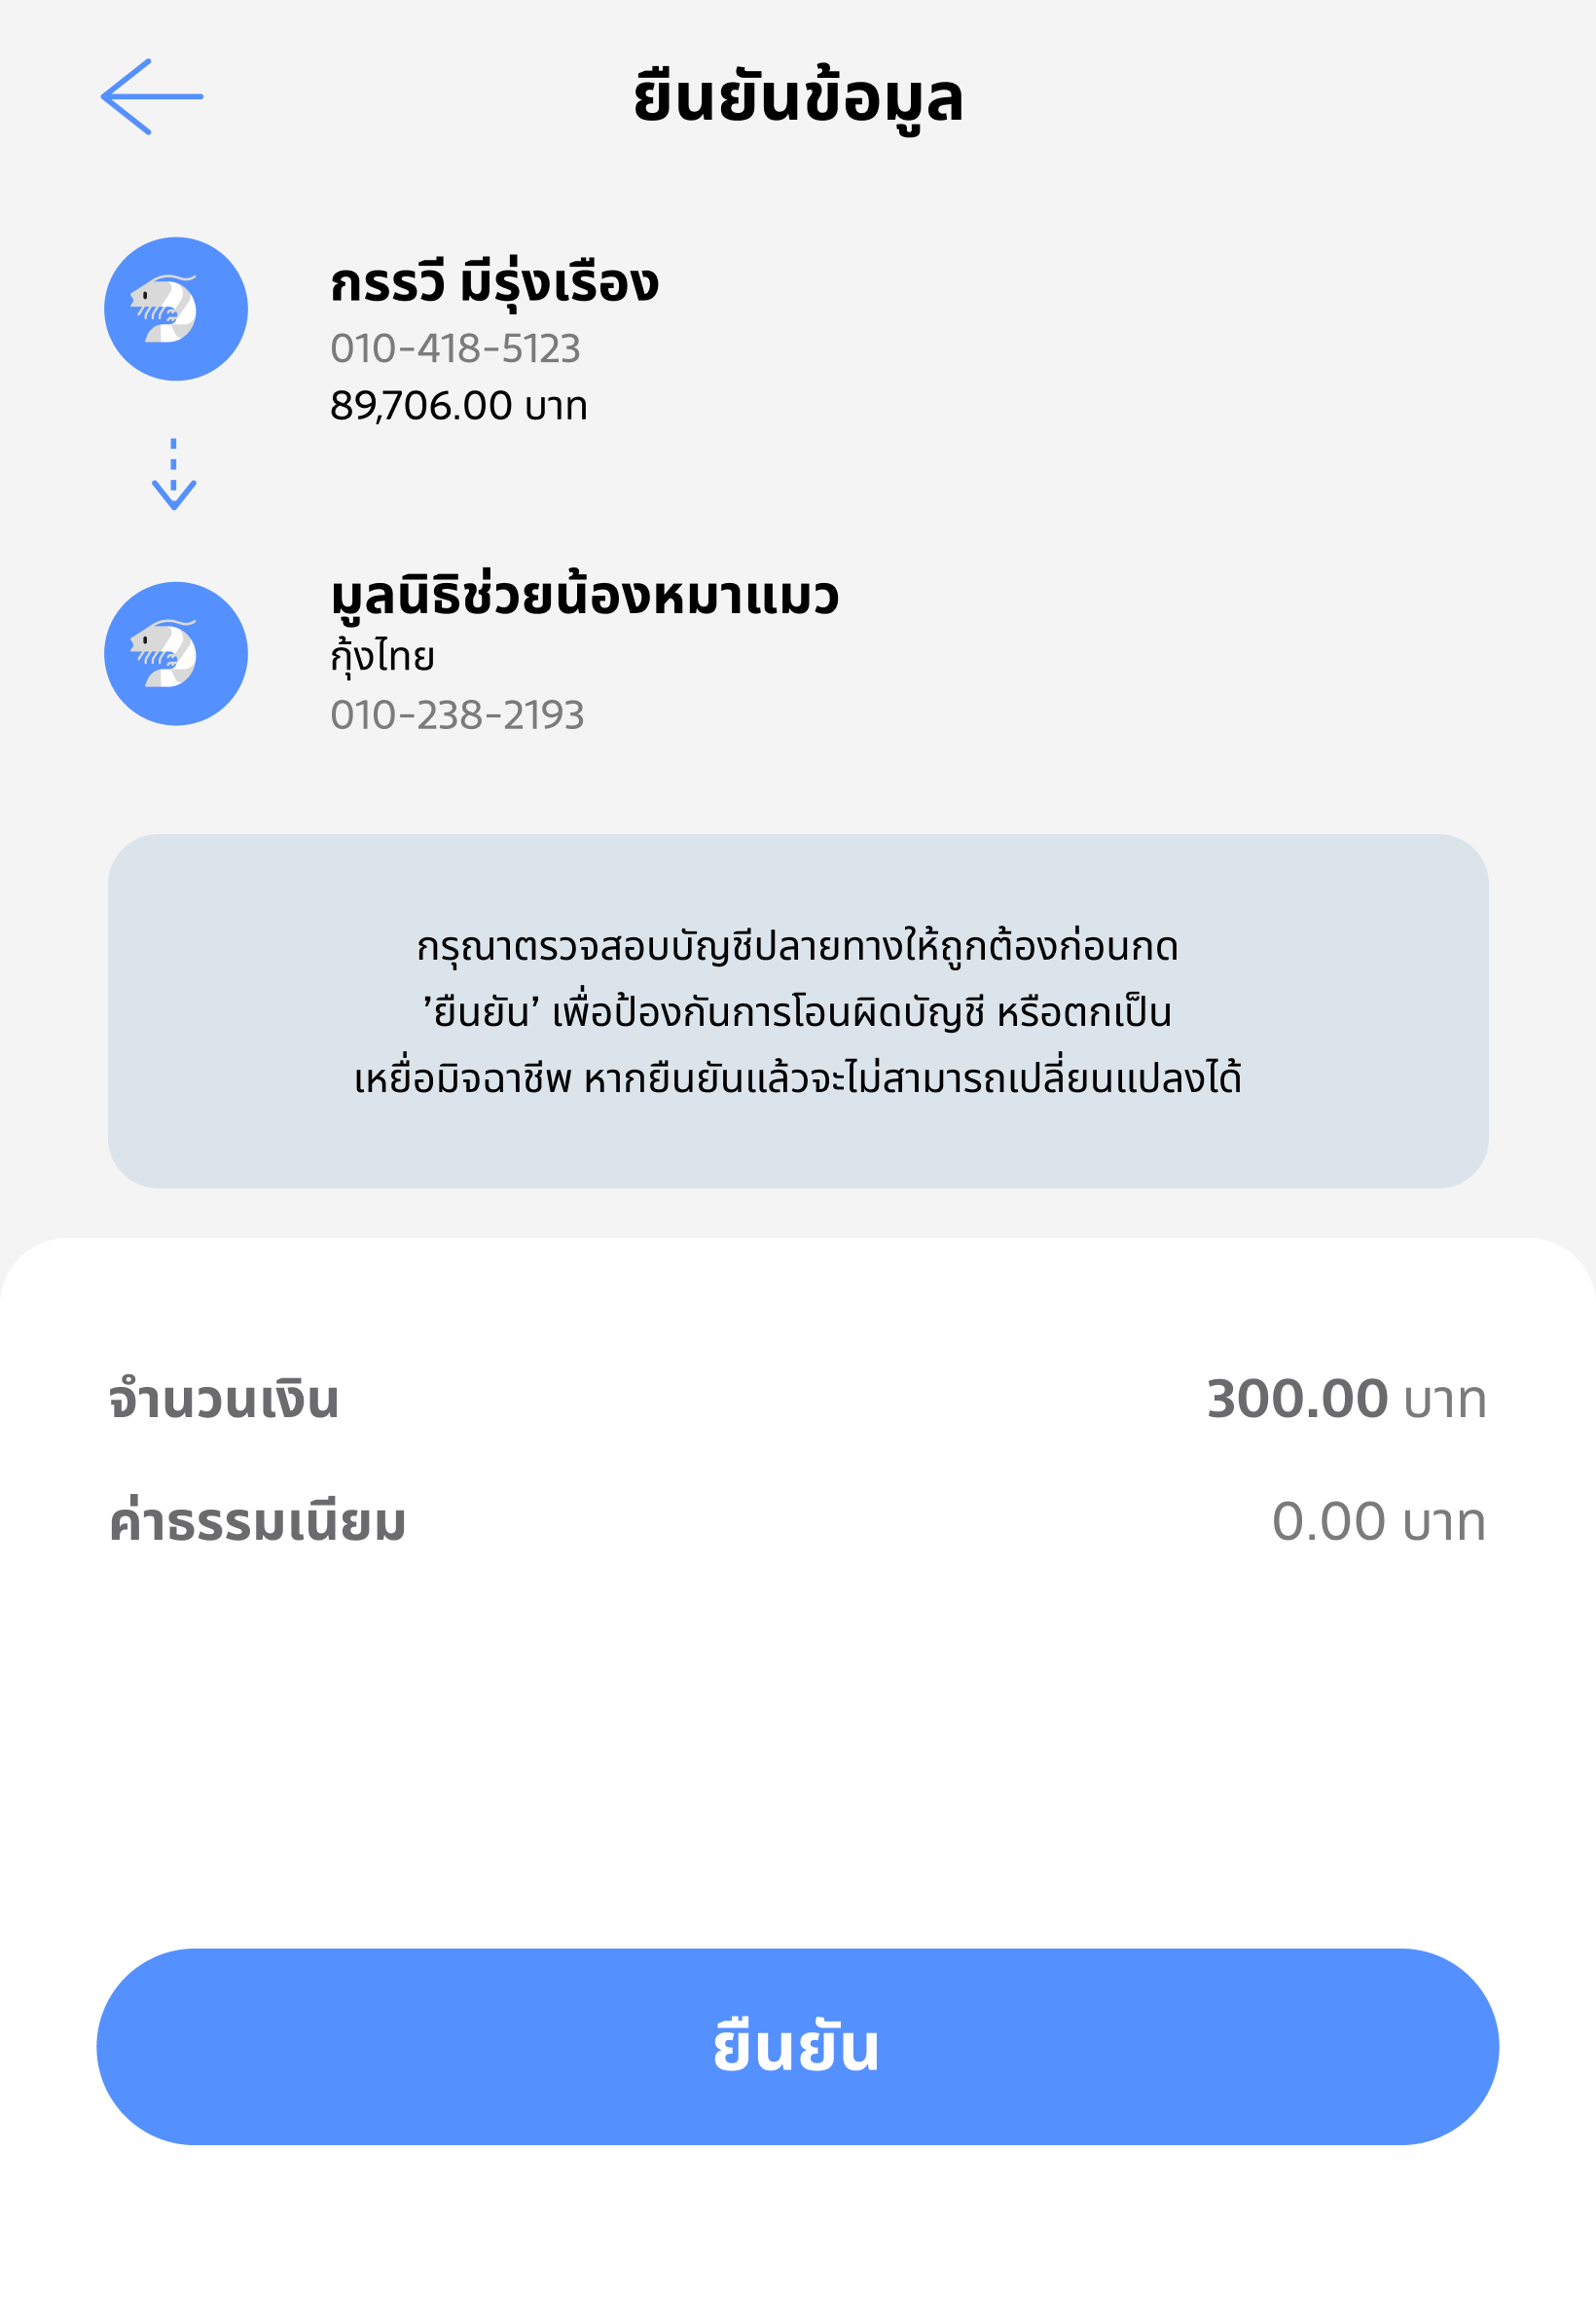 ยืนยันข้อมูล
กรรวี มีรุ่งเรือง
010-418-5123
89,706.00 บาท
มูลนิธิช่วยน้องหมาแมว
กุ้งไทย
010-238-2193
กรุณาตรวจสอบบัญชีปลายทางให้ถูกต้องก่อนกด
’ยืนยัน’ เพื่อป้องกันการโอนผิดบัญชี หรือตกเป็น
เหยื่อมิจฉาชีพ หากยืนยันแล้วจะไม่สามารถเปลี่ยนแปลงได้
จำนวนเงิน 300.00 บาท
ค่าธรรมเนียม 0.00 บาท
ยืนยัน